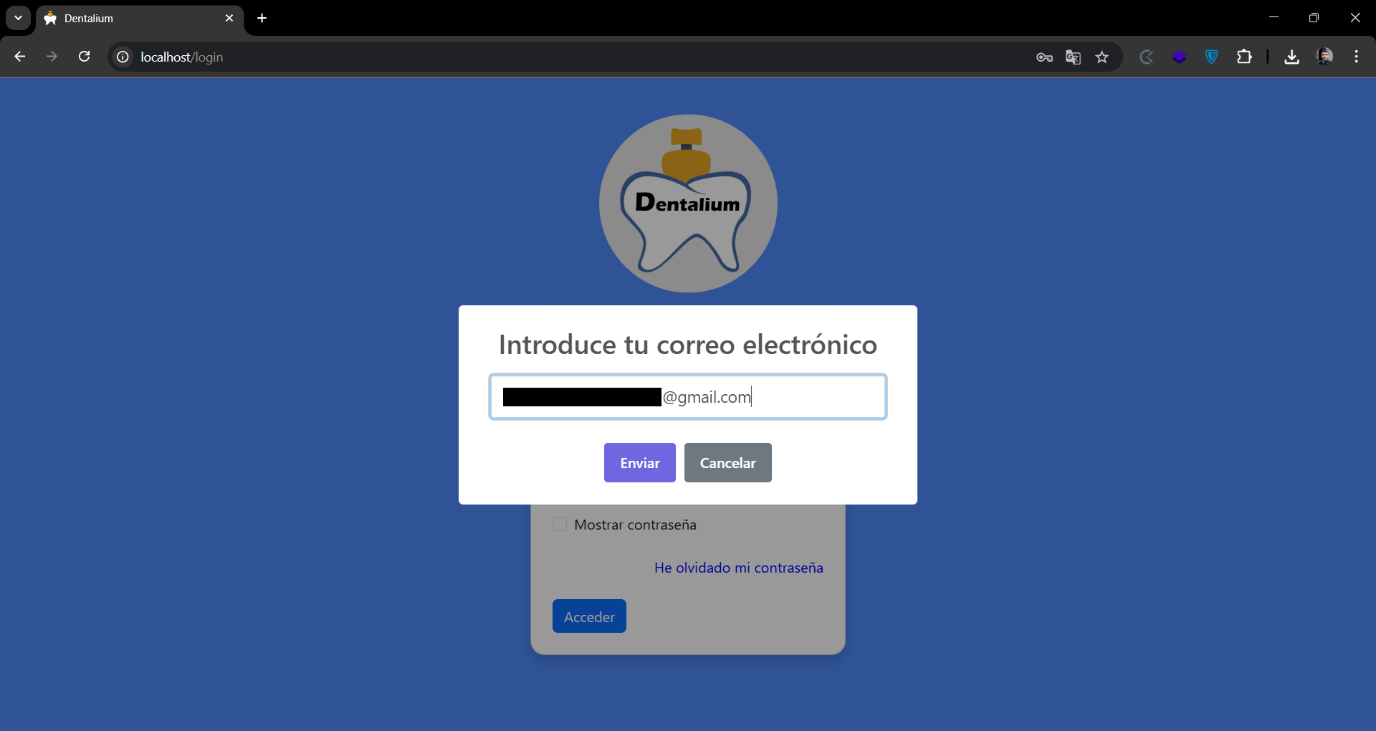 Dentalium
localhost/login
Dentalium
Introduce tu correo electrónico
@gmail.com
Enviar
Cancelar
Mostrar contraseña
He olvidado mi contraseña
Acceder